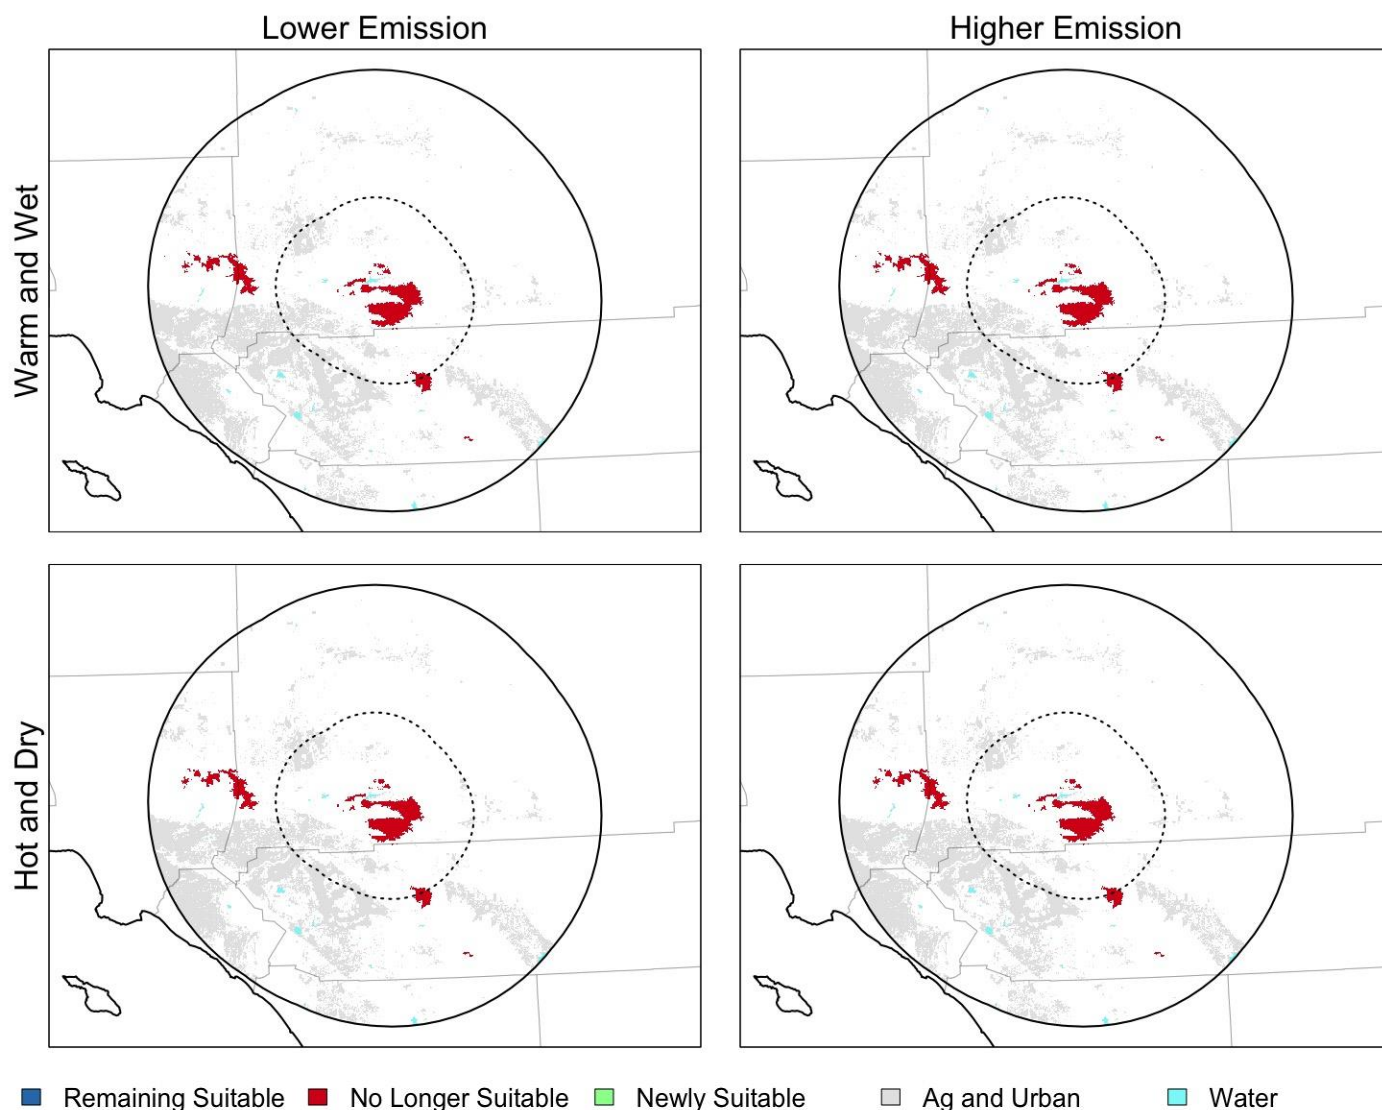 Lower Emission
Higher Emission
Warm and Wet
Hot and Dry
Remaining Suitable
No Longer Suitable
Newly Suitable
Ag and Urban
Water